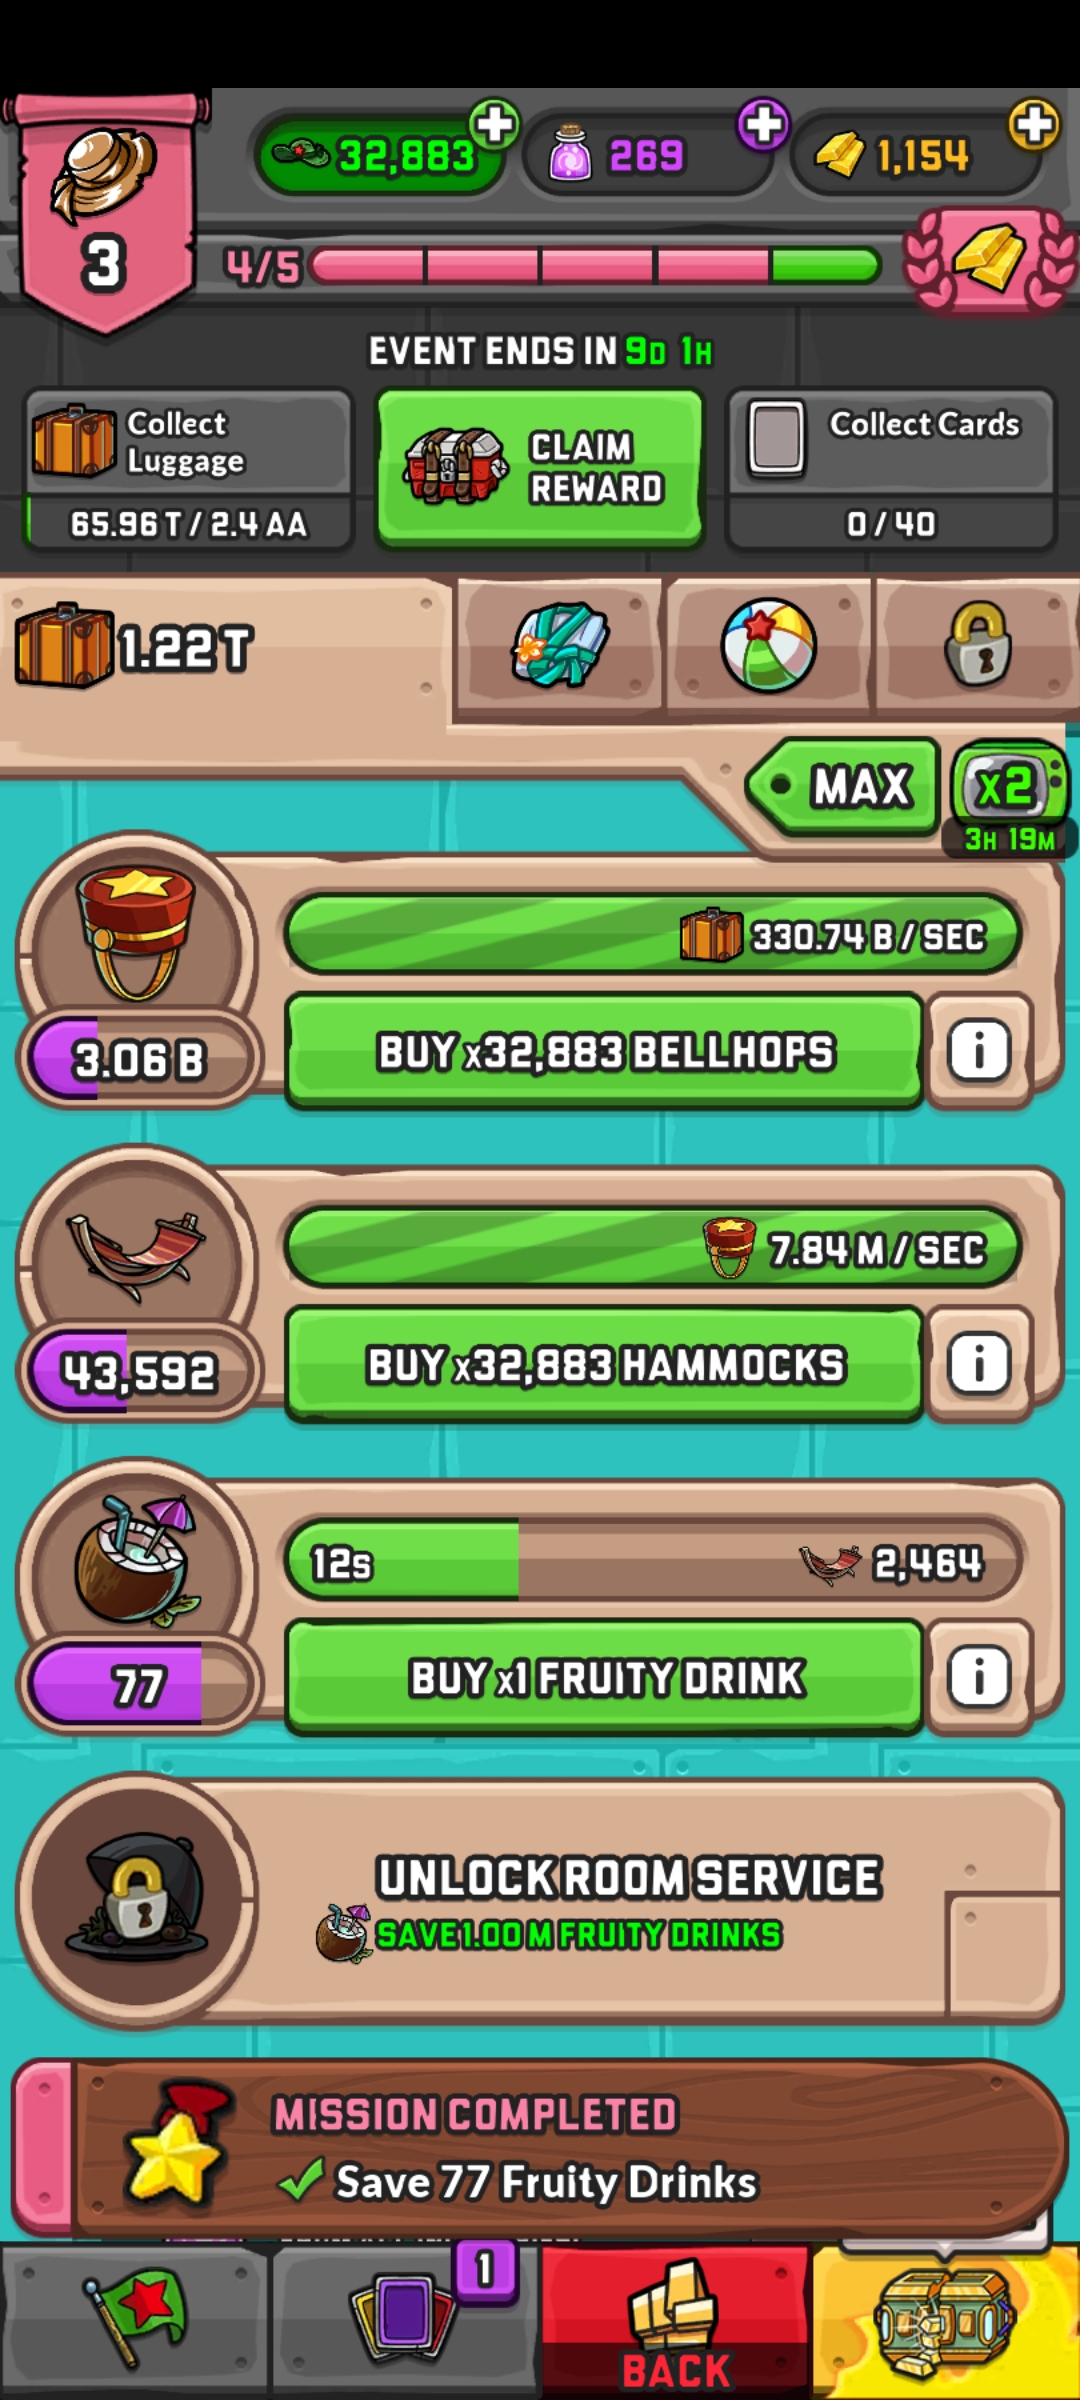 3
32,883
269
1,154
4/5
EVENT ENDS IN 9D 1H
Collect
Luggage
65.96 T / 2.4 AA
CLAIM
REWARD
Collect Cards
0 / 40
1.22 T
MAX
x2
3H 19M
330.74 B / SEC
3.06 B
BUY x32,883 BELLHOPS
i
7.84 M / SEC
43,592
BUY x32,883 HAMMOCKS
i
12s
2,464
77
BUY x1 FRUITY DRINK
i
UNLOCK ROOM SERVICE
SAVE 1.00 M FRUITY DRINKS
MISSION COMPLETED
Save 77 Fruity Drinks
1
BACK